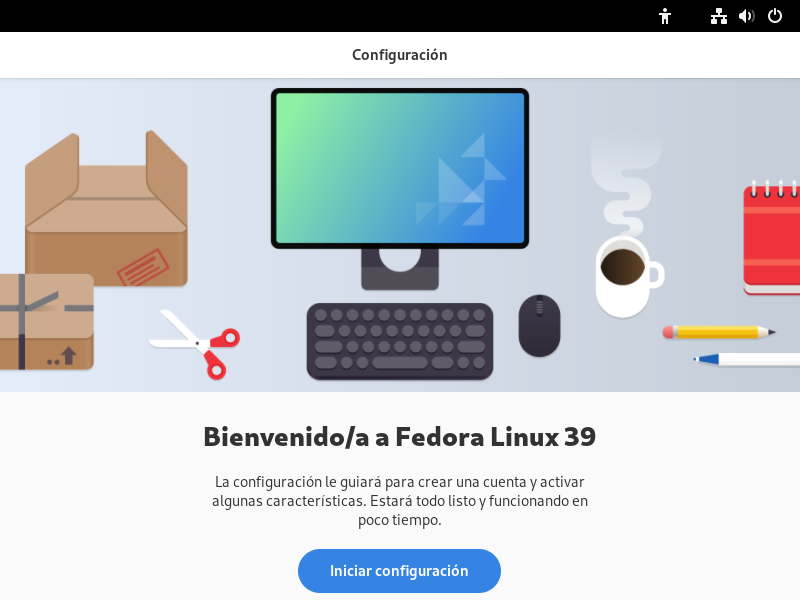 Configuración
Bienvenido/a a Fedora Linux 39
La configuración le guiará para crear una cuenta y activar
algunas características. Estará todo listo y funcionando en
poco tiempo.
Iniciar configuración